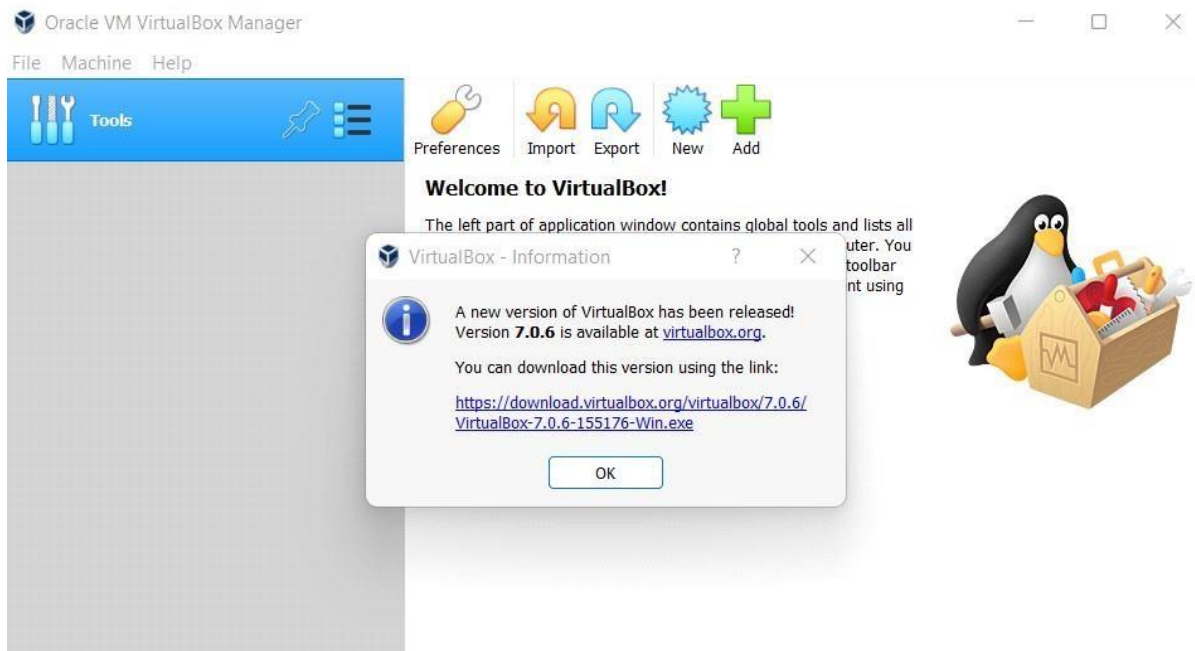 Oracle VM VirtualBox Manager
File Machine Help
Tools
Preferences Import Export New Add
Welcome to VirtualBox!
The left part of application window contains global tools and lists all
uter. You
toolbar
nt using
VirtualBox - Information ?
A new version of VirtualBox has been released!
Version 7.0.6 is available at virtualbox.org.
You can download this version using the link:
https://download.virtualbox.org/virtualbox/7.0.6/
VirtualBox-7.0.6-155176-Win.exe
OK